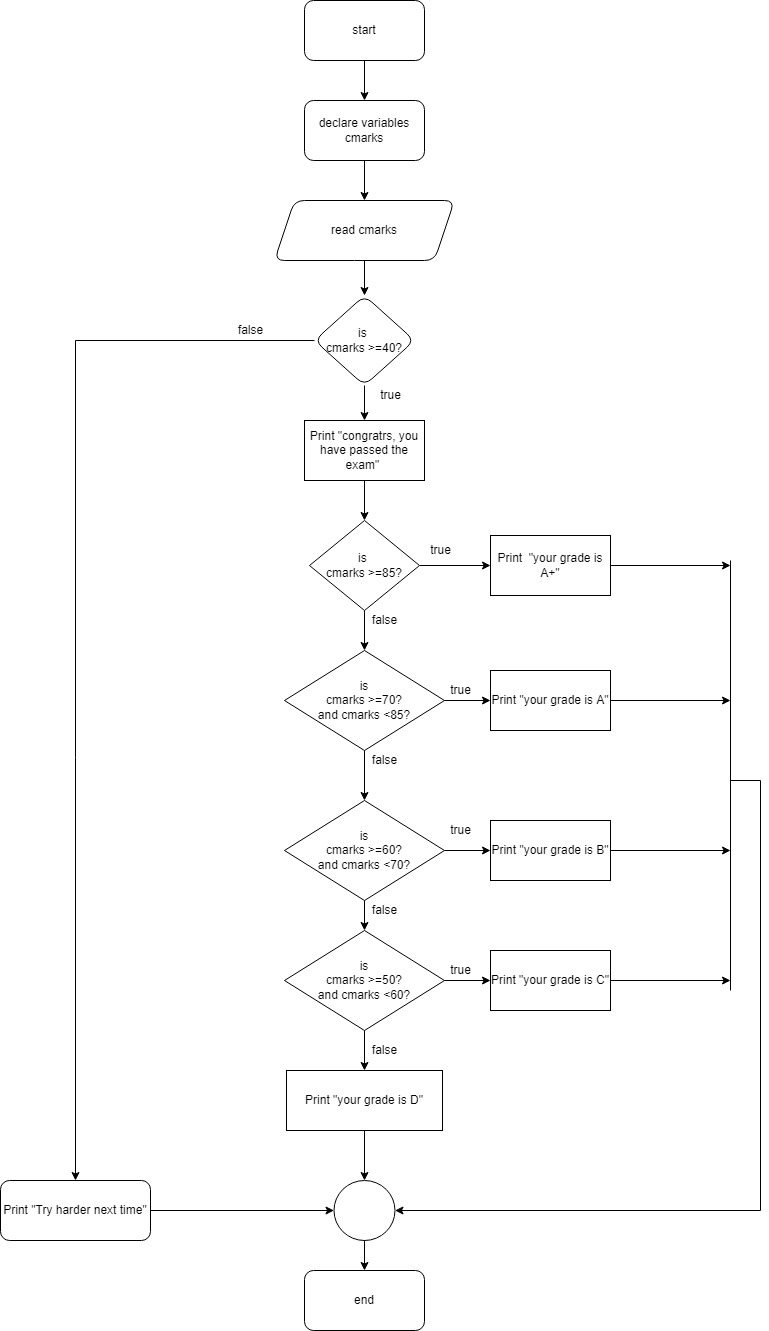 start
declare variables
cmarks
read cmarks
false
is
cmarks >=40?
true
Print "congratrs, you
have passed the
exam"
is
cmarks >=85?
true
Print "your grade is
A+"
false
is
cmarks >=70?
and cmarks <85?
true
Print "your grade is A"
false
is
cmarks >=60?
and cmarks <70?
true
Print "your grade is B"
false
is
cmarks >=50?
and cmarks <60?
true
Print "your grade is C"
false
Print "your grade is D"
Print "Try harder next time"
end